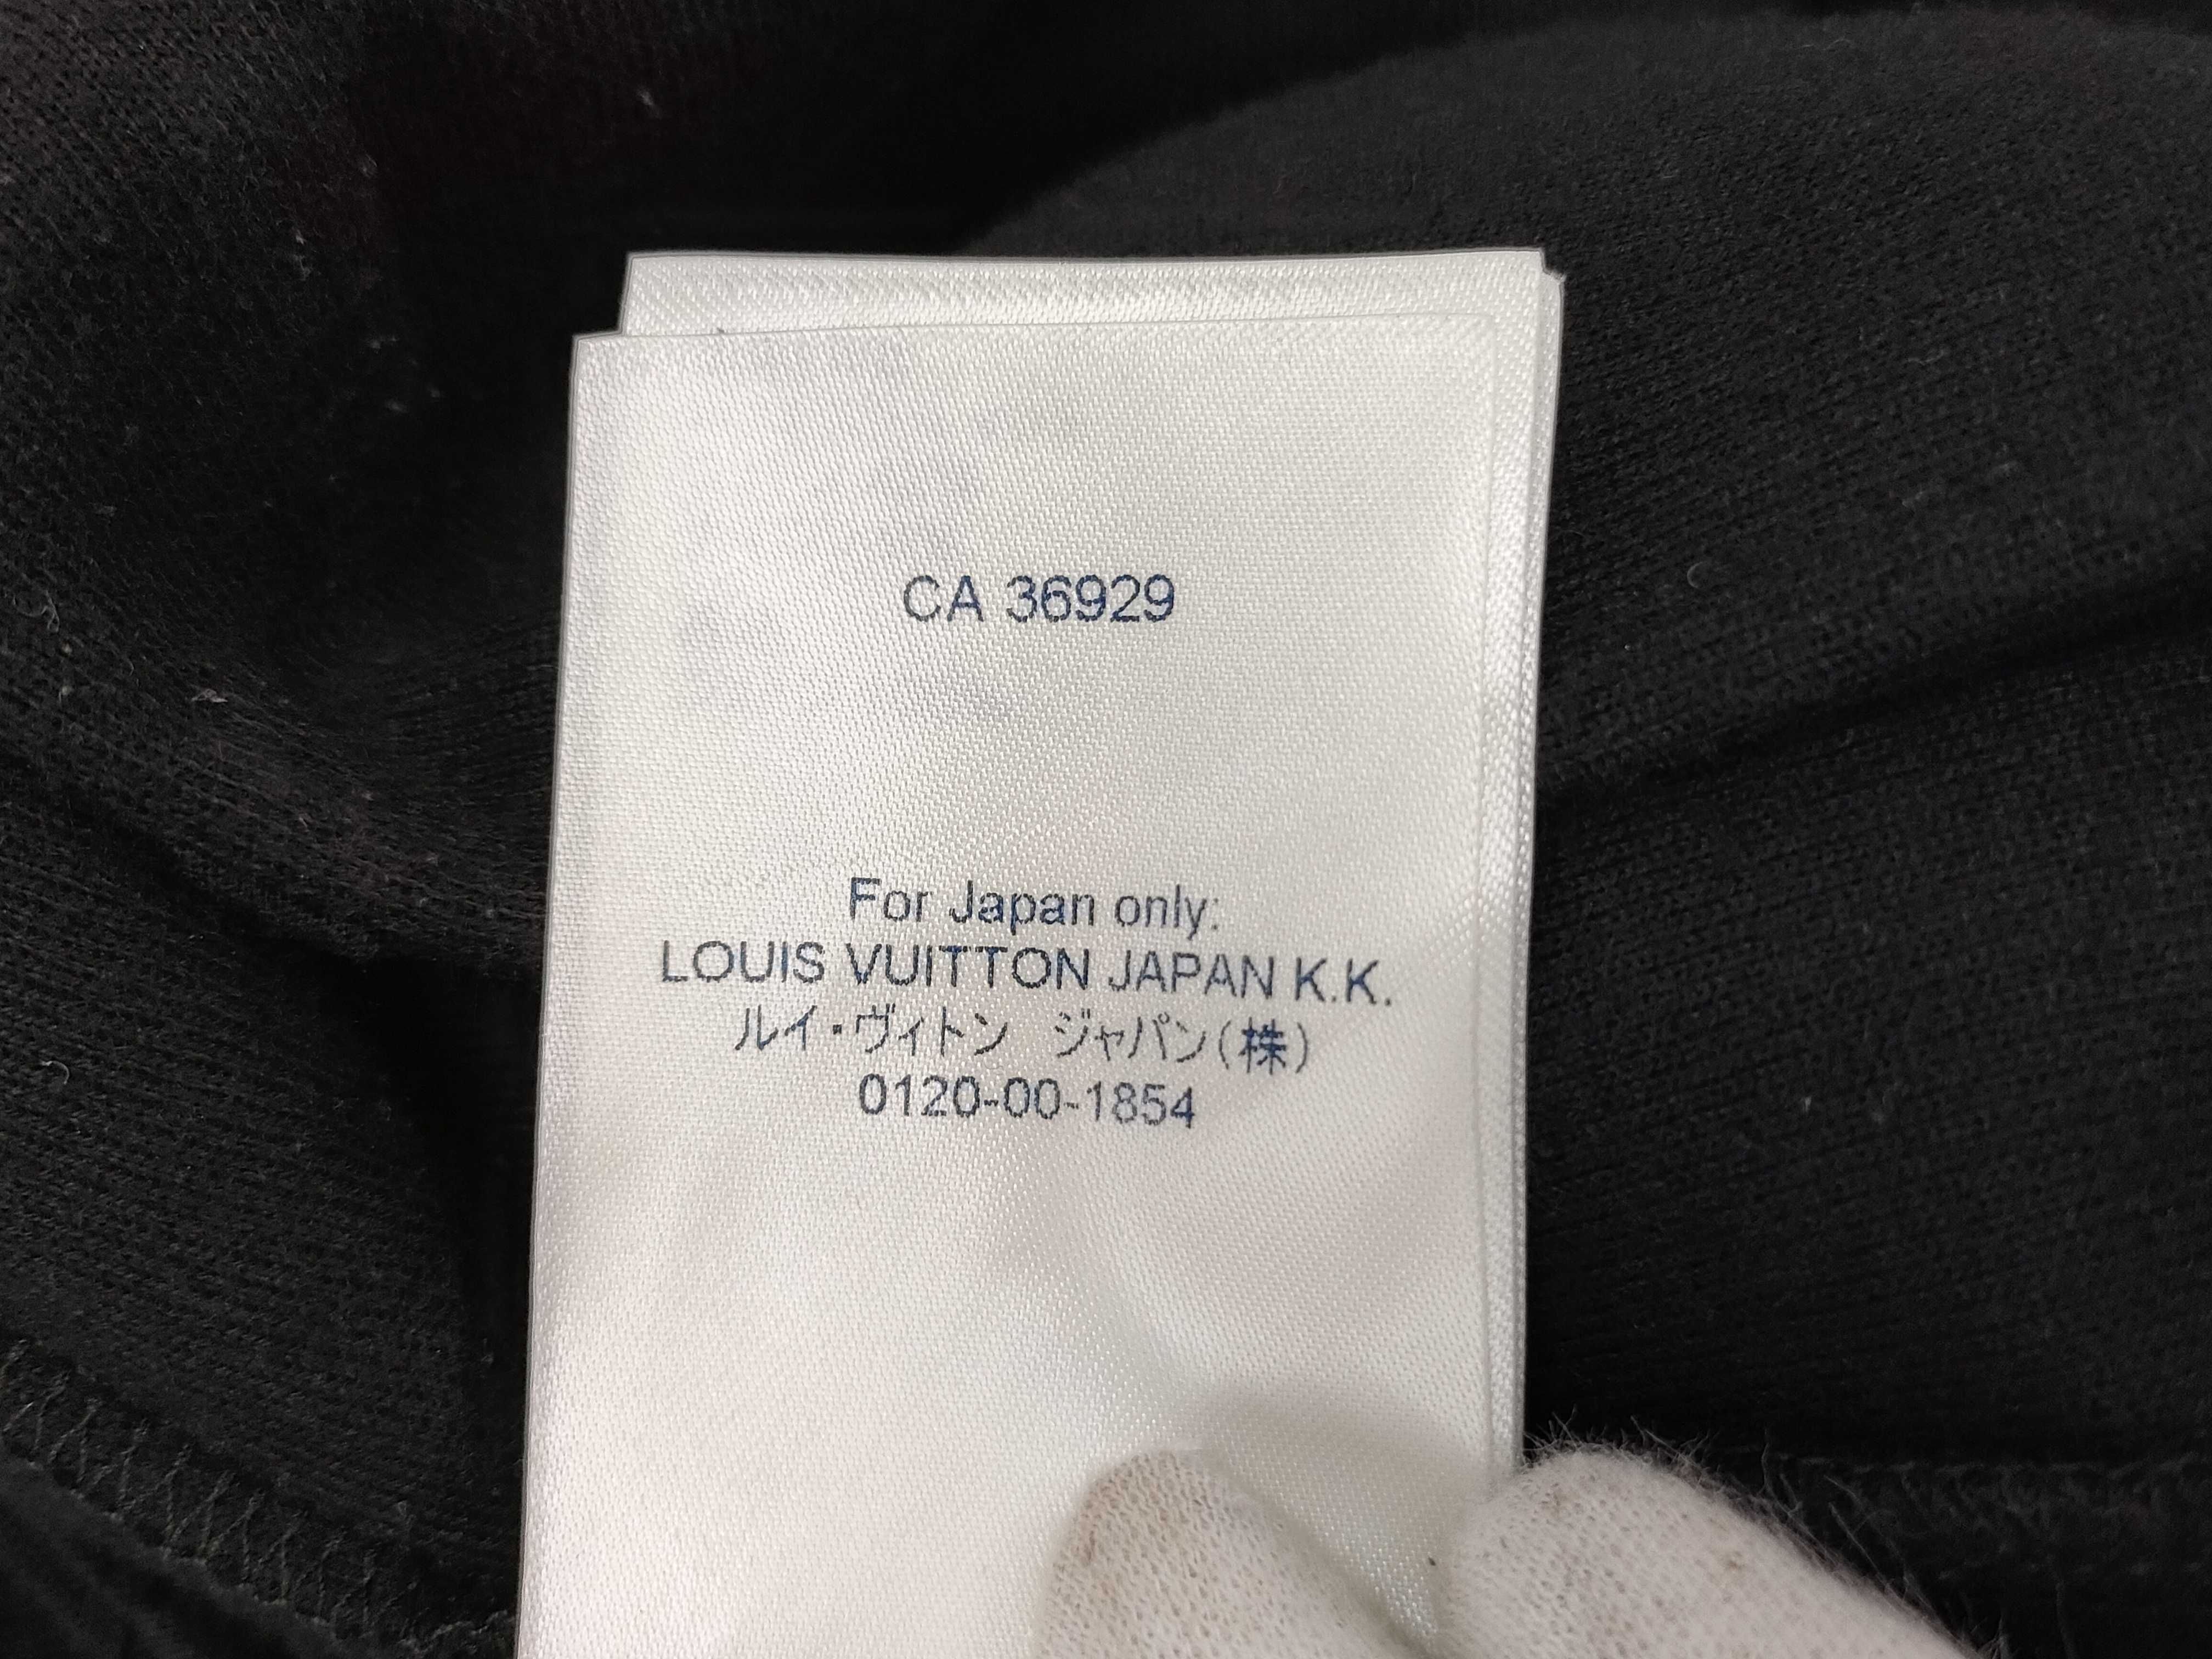 CA 36929
For Japan only:
LOUIS VUITTON JAPAN K.K.
ルイ・ヴィトン　ジャパン(株)
0120-00-1854